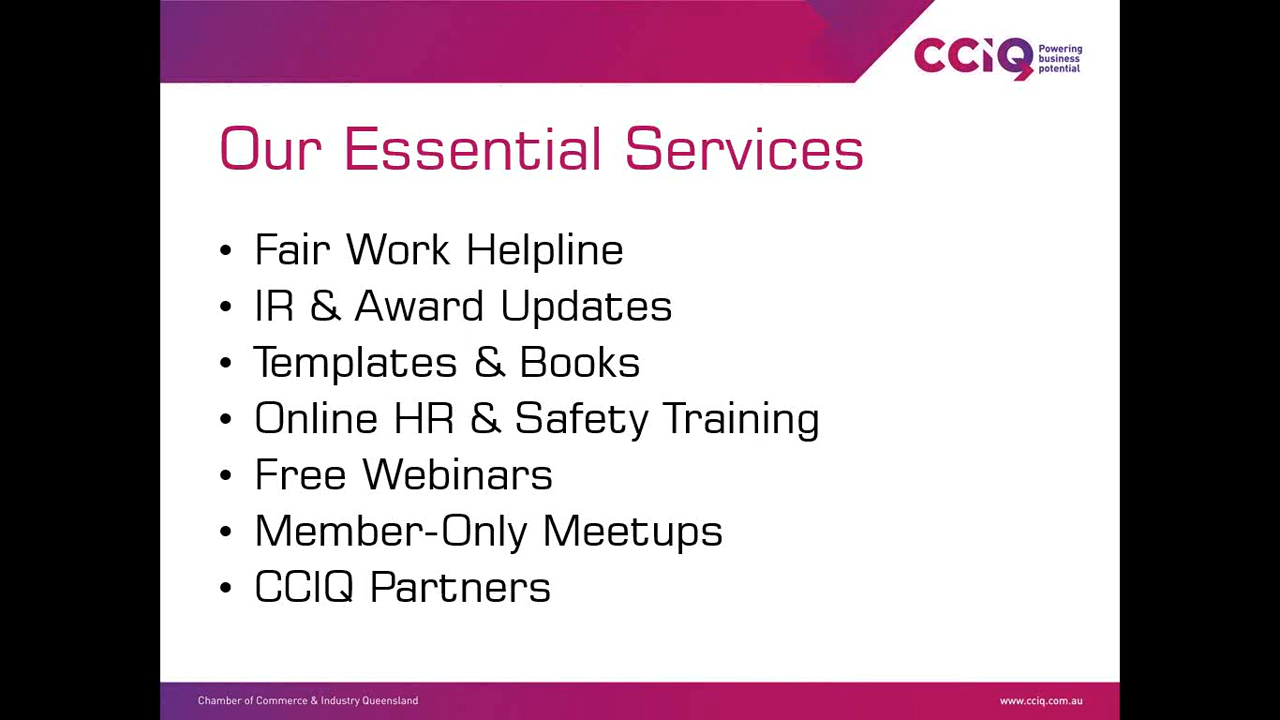 CCIQ
Powering
business
potential
Our Essential Services
• Fair Work Helpline
• IR & Award Updates
• Templates & Books
• Online HR & Safety Training
• Free Webinars
• Member-Only Meetups
• CCIQ Partners
Chamber of Commerce & Industry Queensland
www.cciq.com.au